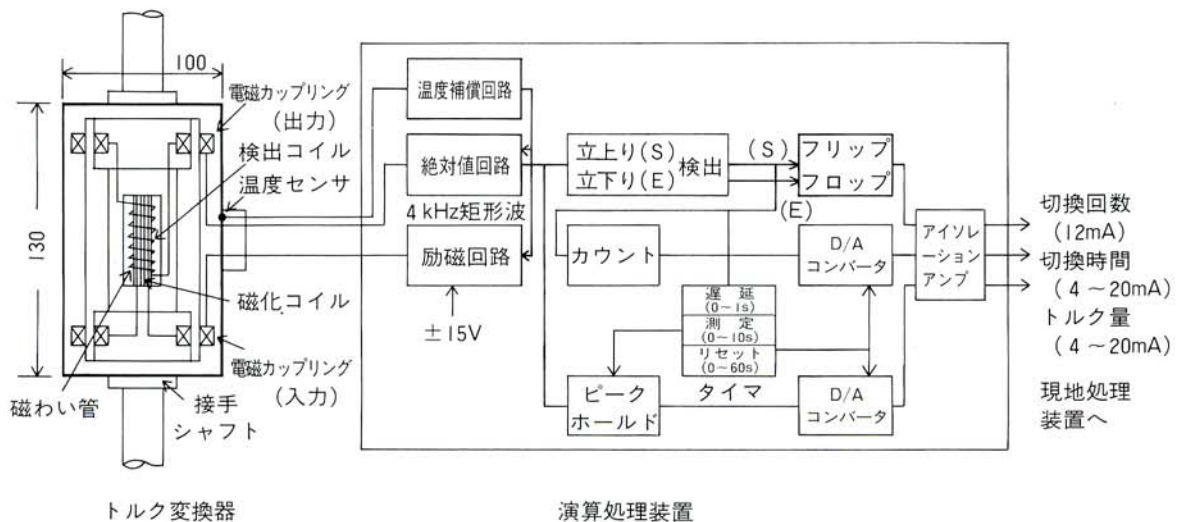 100
130
電磁カップリング
(出力)
検出コイル
温度センサ
磁化コイル
電磁カップリング
(入力)
磁わい管
接手
シャフト
トルク変換器
温度補償回路
絶対値回路
4 kHz矩形波
励磁回路
±15V
立上り(S)
立下り(E)
検出
(S)
(E)
フリップ
フロップ
カウント
D/A
コンバータ
遅 延
(0～1s)
測 定
(0～10s)
リセット
(0～60s)
タイマ
ピーク
ホールド
D/A
コンバータ
アイソレ
ーション
アンプ
切換回数
(12mA)
切換時間
(4～20mA)
トルク量
(4～20mA)
現地処理
装置へ
演算処理装置